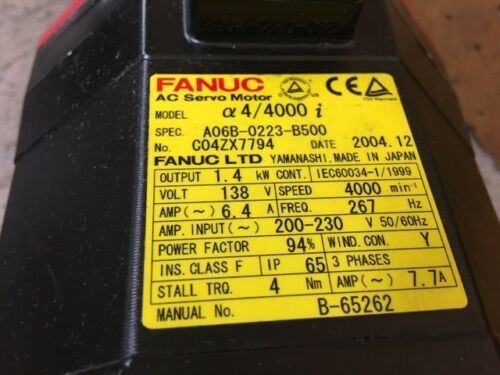 FANUC
AC Servo Motor
MODEL α4/4000 i
SPEC. A06B-0223-B500
No. C04ZX7794 DATE 2004.12
FANUC LTD YAMANASHI, MADE IN JAPAN
OUTPUT 1.4 kW CONT. IEC60034-1/1999
VOLT 138 V SPEED 4000 min⁻¹
AMP(~) 6.4 A FREQ. 267 Hz
AMP. INPUT(~) 200-230 V 50/60Hz
POWER FACTOR 94% WIND.CON. Y
INS. CLASS F IP 65 3 PHASES
STALL TRQ. 4 Nm AMP(~) 7.7A
MANUAL No. B-65262